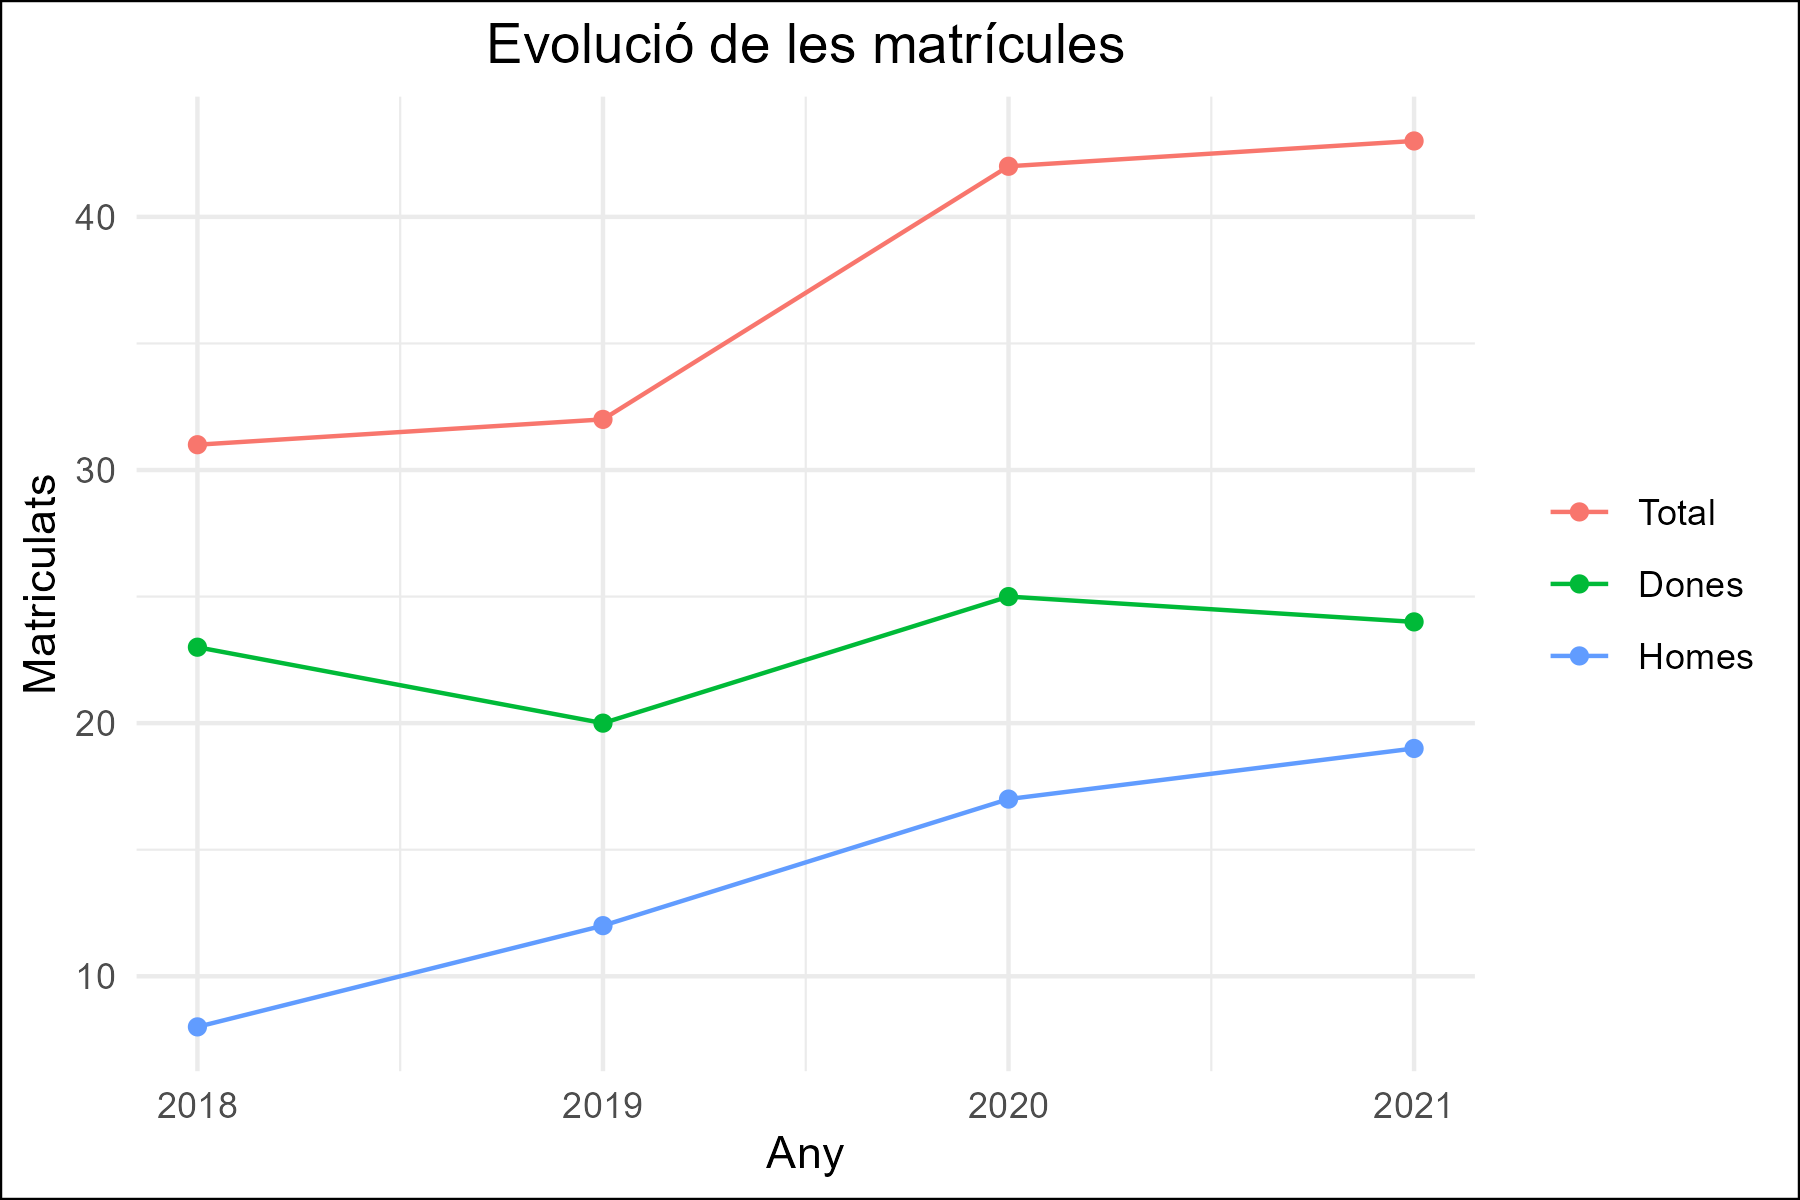 Evolució de les matrícules
Matriculats
40
30
20
10
2018 2019 2020 2021
Any
Total
Dones
Homes